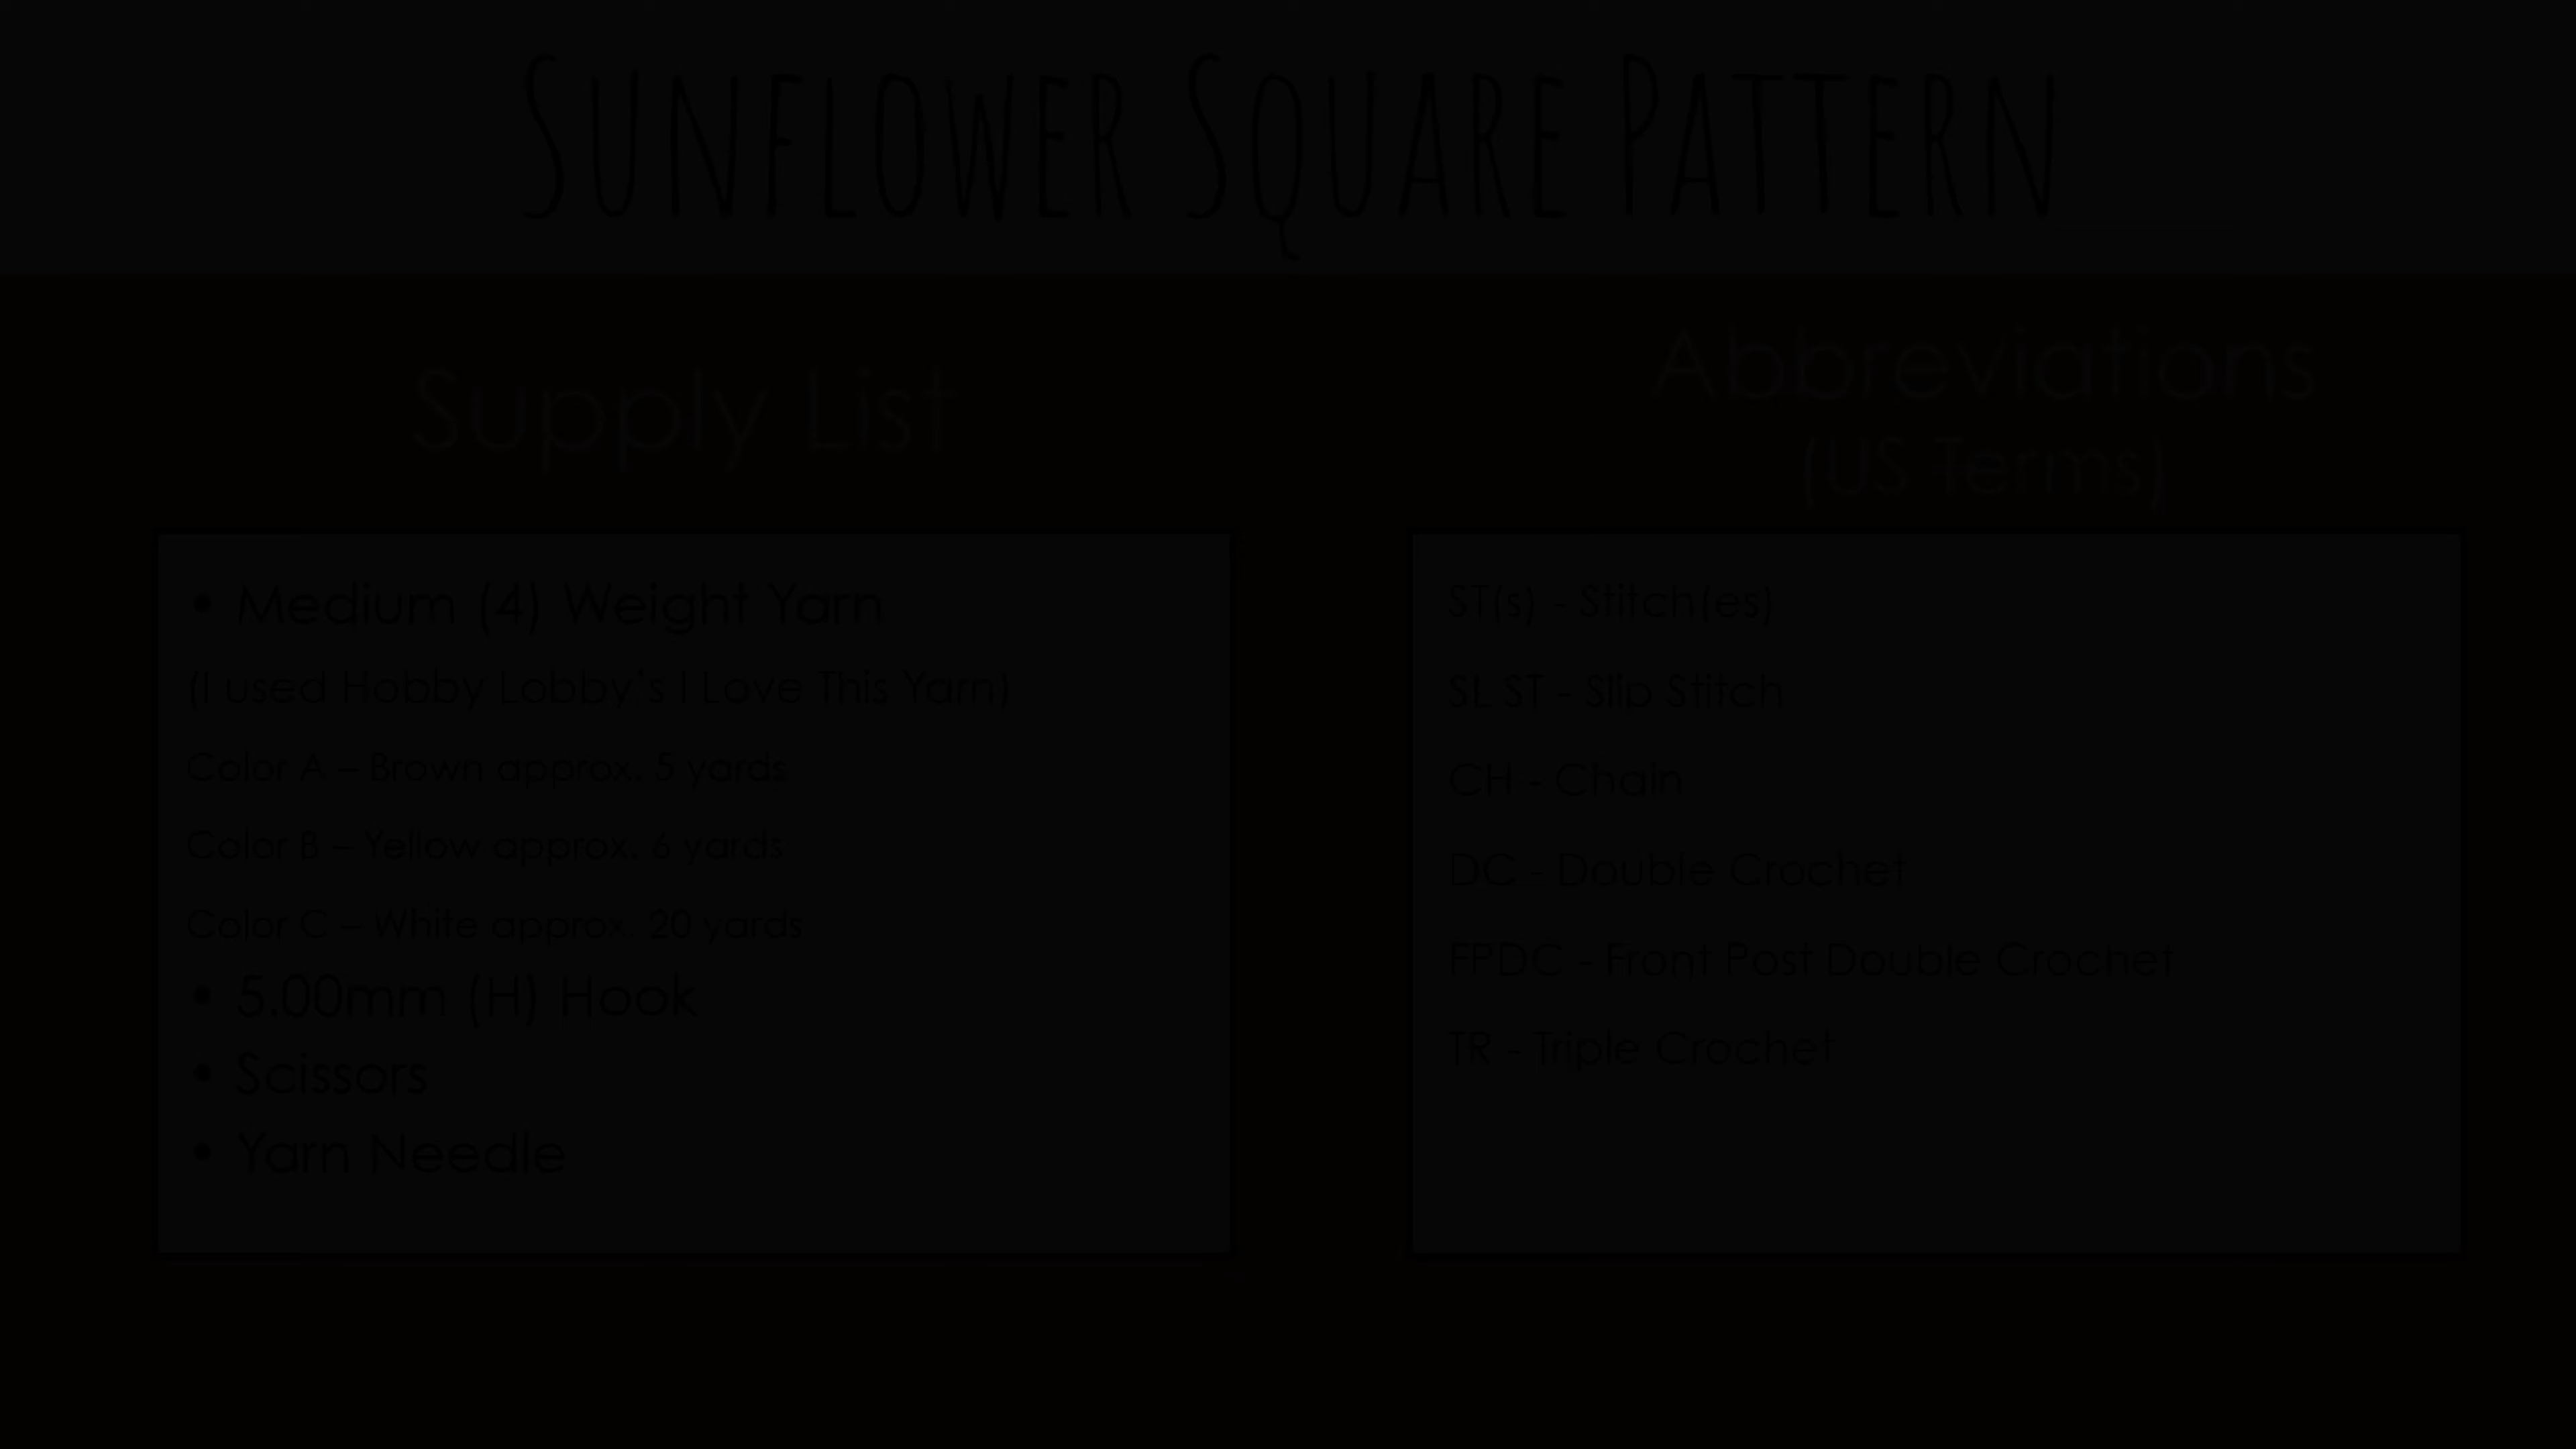 Sunflower Square Pattern
Supply List
• Medium (4) Weight Yarn
(I used Hobby Lobby's I Love This Yarn)
Color A – Brown approx. 5 yards
Color B – Yellow approx. 6 yards
Color C – White approx. 20 yards
• 5.00mm (H) Hook
• Scissors
• Yarn Needle
Abbreviations
(US Terms)
ST(s) - Stitch(es)
SL ST - Slip Stitch
CH - Chain
DC - Double Crochet
FPDC - Front Post Double Crochet
TR - Triple Crochet